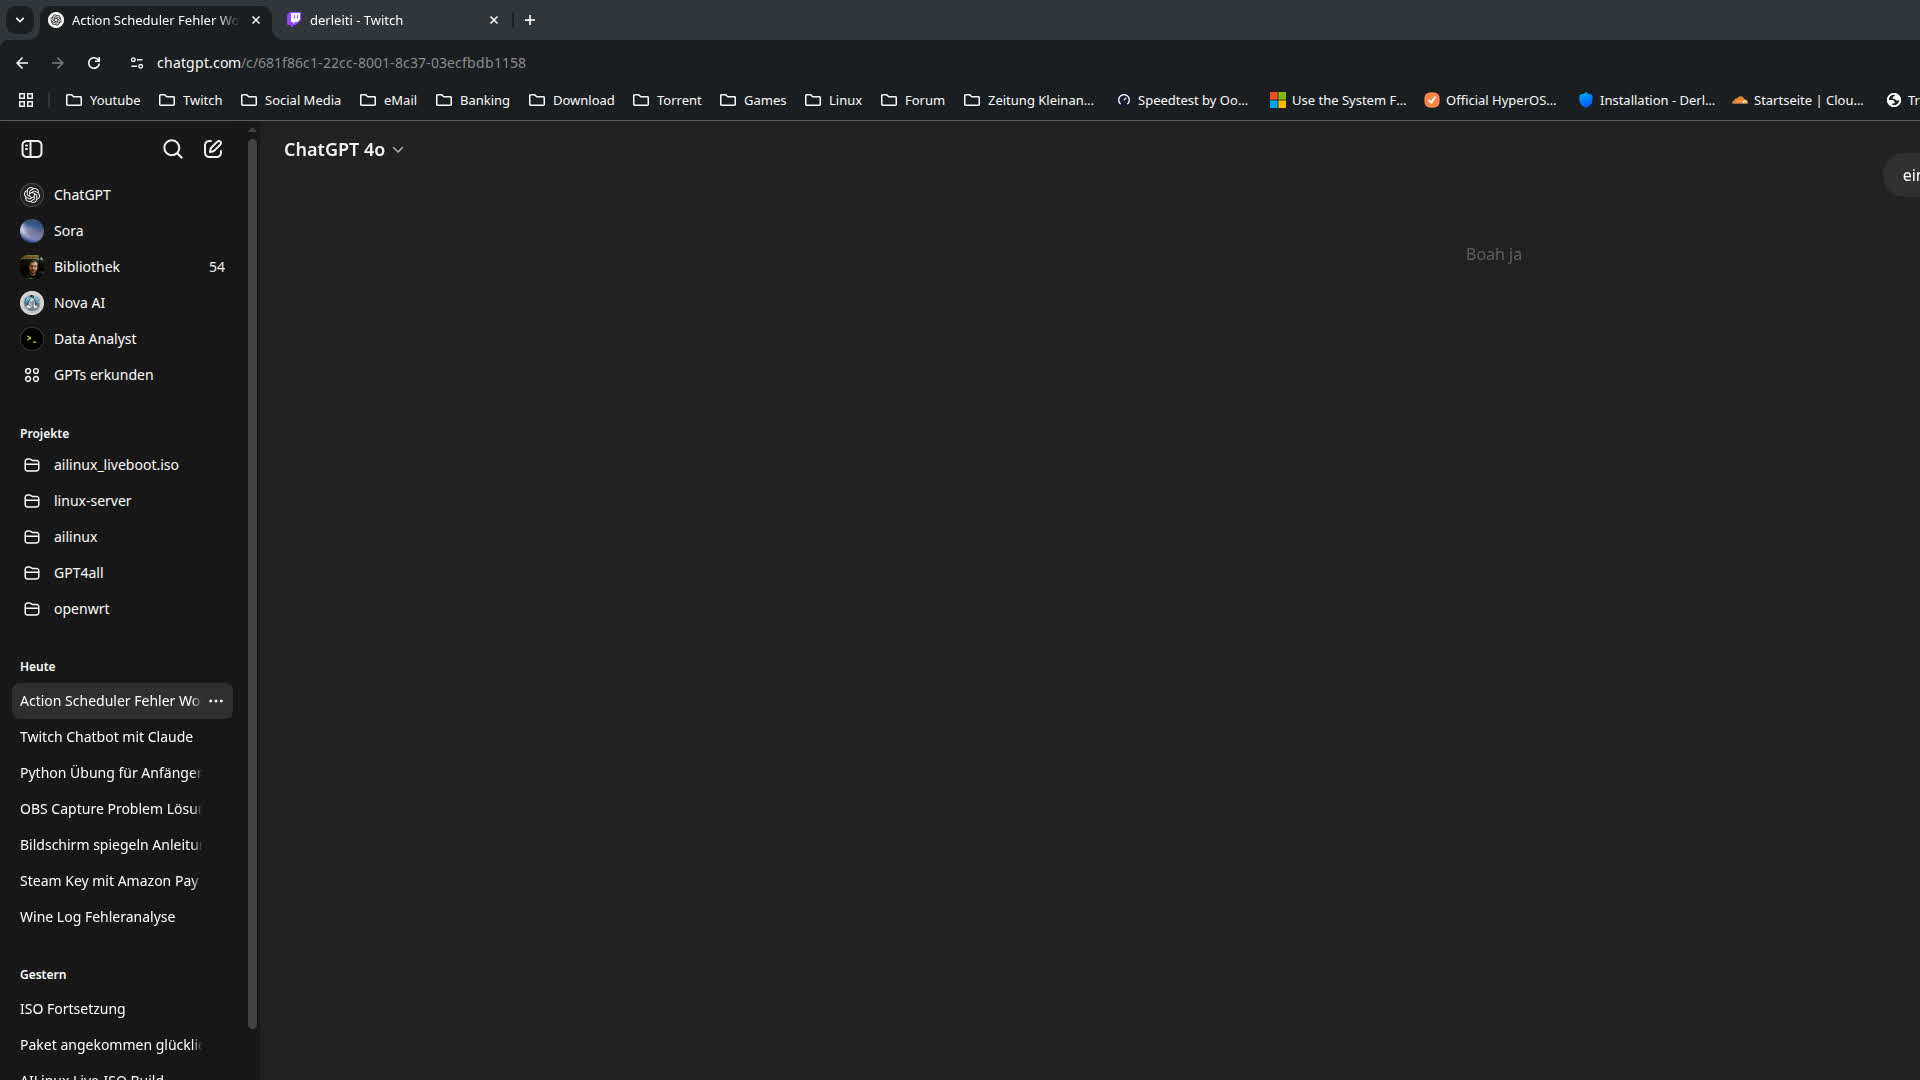 Action Scheduler Fehler Wo
derleiti - Twitch
chatgpt.com/c/681f86c1-22cc-8001-8c37-03ecfbdb1158
Youtube Twitch Social Media eMail Banking Download Torrent Games Linux Forum Zeitung Kleinan... Speedtest by Oo... Use the System F... Official HyperOS... Installation - Derl... Startseite | Clou... Tr
ChatGPT 4o
ein
ChatGPT
Sora
Boah ja
Bibliothek 54
Nova AI
Data Analyst
GPTs erkunden
Projekte
ailinux_liveboot.iso
linux-server
ailinux
GPT4all
openwrt
Heute
Action Scheduler Fehler Wo
Twitch Chatbot mit Claude
Python Übung für Anfänger
OBS Capture Problem Lösu
Bildschirm spiegeln Anleitu
Steam Key mit Amazon Pay
Wine Log Fehleranalyse
Gestern
ISO Fortsetzung
Paket angekommen glückli
AILinux Live ISO Build